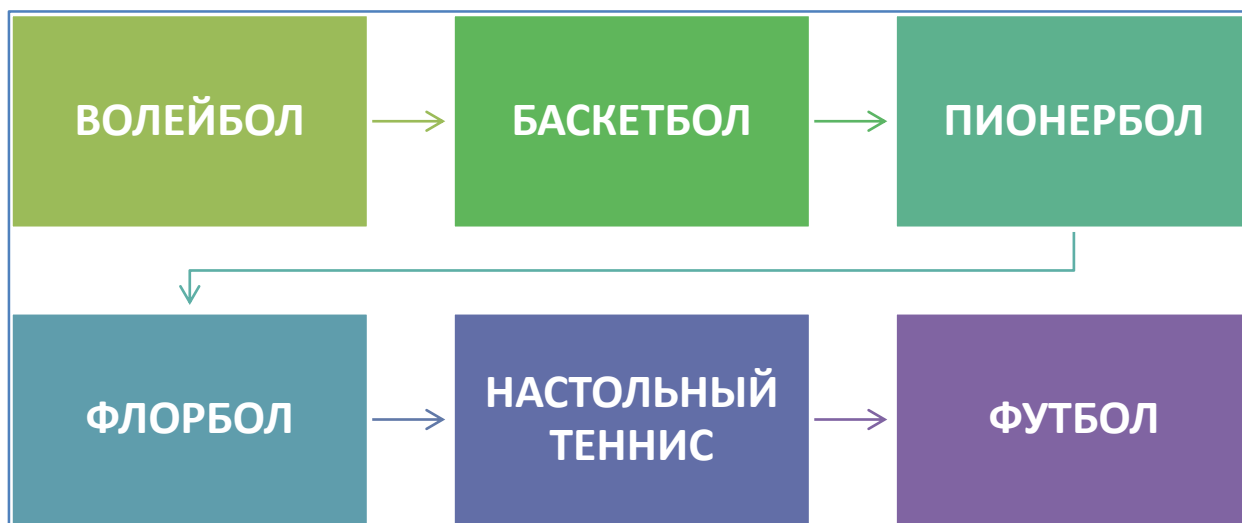 ВОЛЕЙБОЛ
БАСКЕТБОЛ
ПИОНЕРБОЛ
ФЛОРБОЛ
НАСТОЛЬНЫЙ
ТЕННИС
ФУТБОЛ